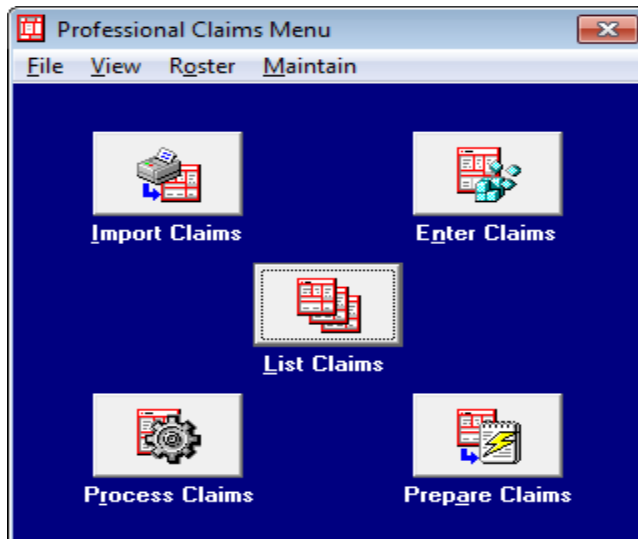 Professional Claims Menu
File View Roster Maintain
Import Claims Enter Claims
List Claims
Process Claims Prepare Claims